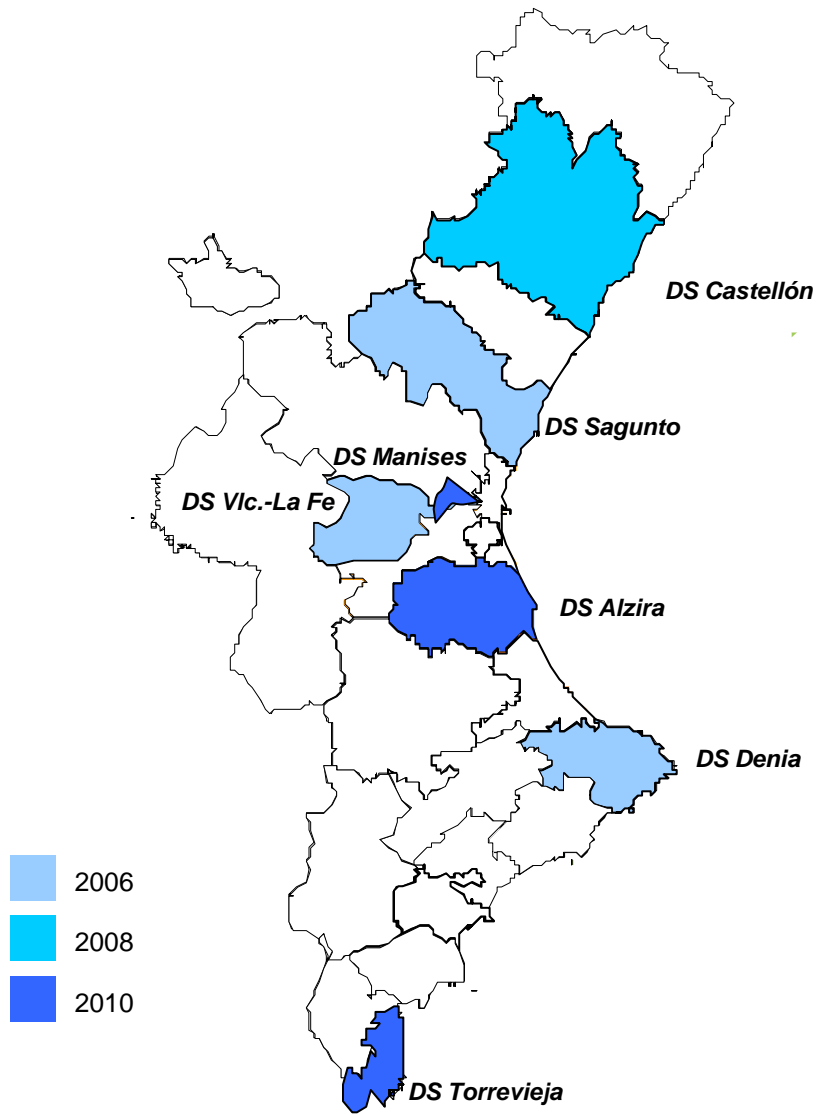 DS Castellón
DS Sagunto
DS Manises
DS Vlc.-La Fe
DS Alzira
DS Denia
2006
2008
2010
DS Torrevieja